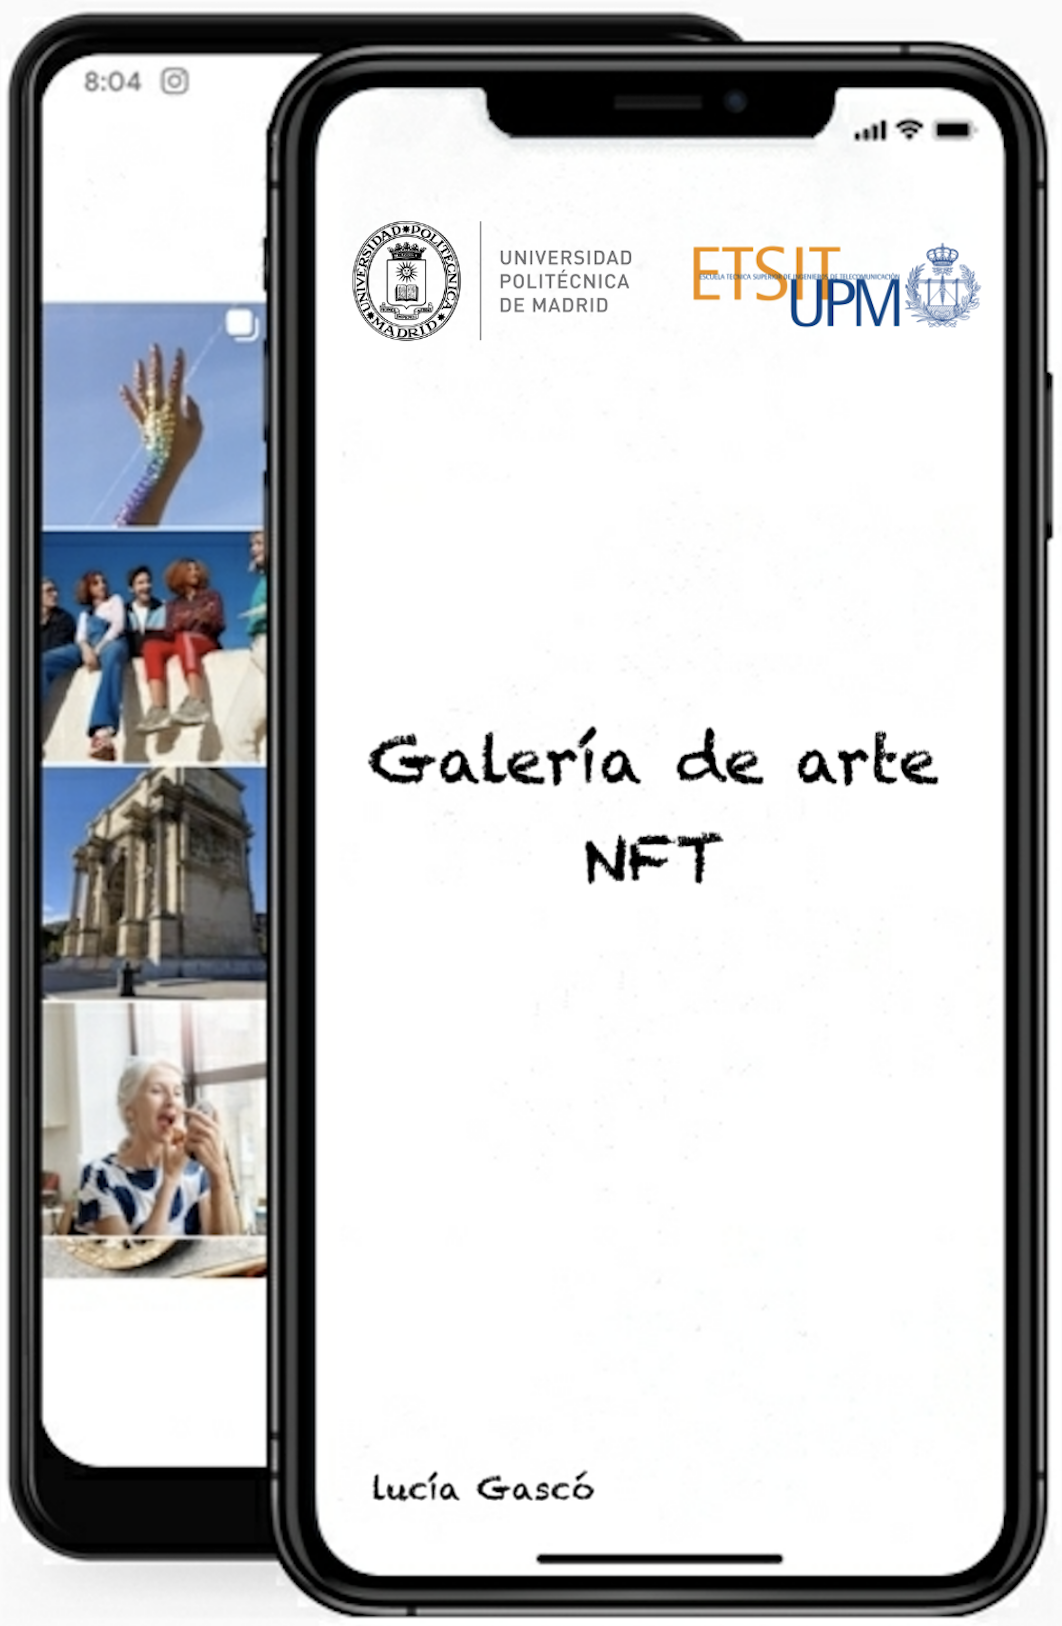 8:04
UNIVERSIDAD POLITÉCNICA
MADRID
UNIVERSIDAD
POLITÉCNICA
DE MADRID
ETSIT
ESCUELA TÉCNICA SUPERIOR DE INGENIEROS DE TELECOMUNICACIÓN
UPM
Galería de arte
NFT
Lucía Gascó